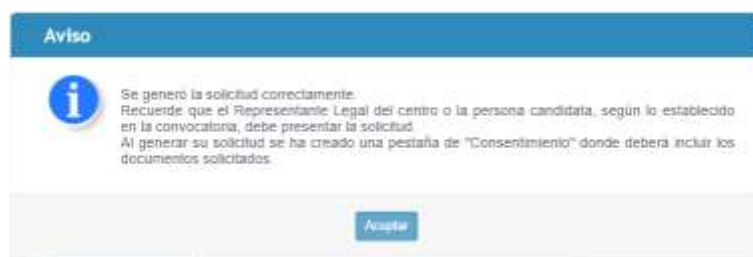 Aviso
Se generó la solicitud correctamente.
Recuerde que el Representante Legal del centro o la persona candidata, según lo establecido
en la convocatoria, debe presentar la solicitud.
Al generar su solicitud se ha creado una pestaña de "Consentimiento" donde deberá incluir los
documentos solicitados.
Aceptar